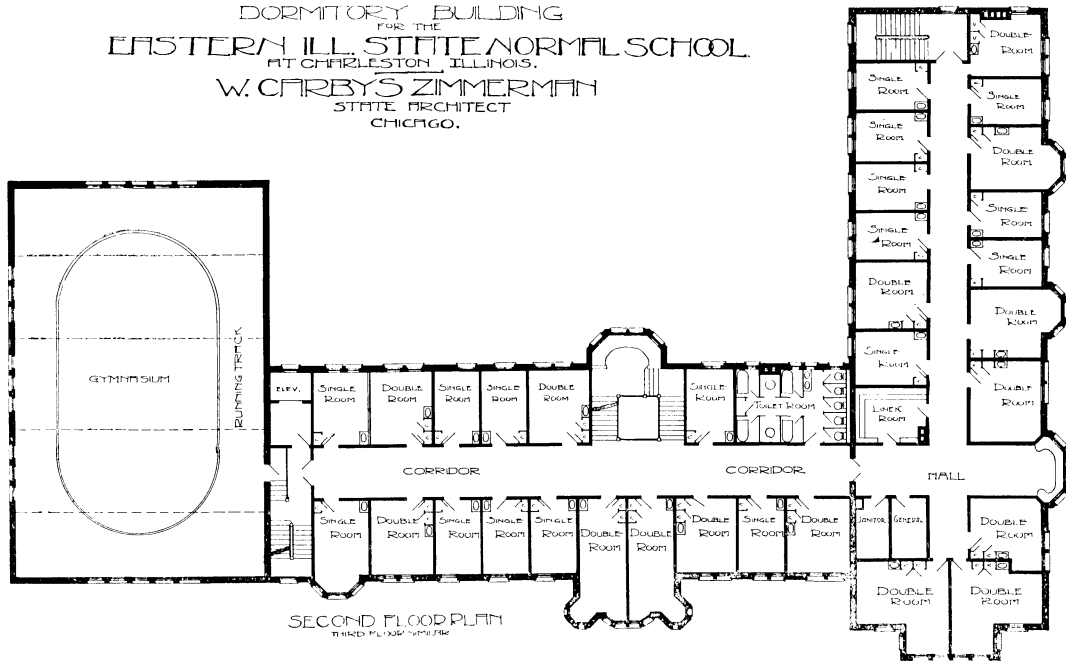 DORMITORY BUILDING
FOR THE
EASTERN ILL. STATE NORMAL SCHOOL.
AT CHARLESTON ILLINOIS.
W. CARBYS ZIMMERMAN
STATE ARCHITECT
CHICAGO.
DOUBLE
ROOM
SINGLE
ROOM
SINGLE
ROOM
SINGLE
ROOM
DOUBLE
ROOM
SINGLE
ROOM
SINGLE
ROOM
SINGLE
ROOM
SINGLE
ROOM
DOUBLE
ROOM
DOUBLE
ROOM
SINGLE
ROOM
DOUBLE
ROOM
LINEN
ROOM
GYMNASIUM
RUNNING TRACK
ELEV.
SINGLE
ROOM
DOUBLE
ROOM
SINGLE
ROOM
SINGLE
ROOM
DOUBLE
ROOM
SINGLE
ROOM
TOILET ROOM
CORRIDOR
CORRIDOR
HALL
SINGLE
ROOM
DOUBLE
ROOM
SINGLE
ROOM
SINGLE
ROOM
SINGLE
ROOM
DOUBLE
ROOM
DOUBLE
ROOM
DOUBLE
ROOM
SINGLE
ROOM
DOUBLE
ROOM
JANITOR
GENERAL
DOUBLE
ROOM
DOUBLE
ROOM
DOUBLE
ROOM
SECOND FLOOR PLAN
THIRD FLOOR SIMILAR